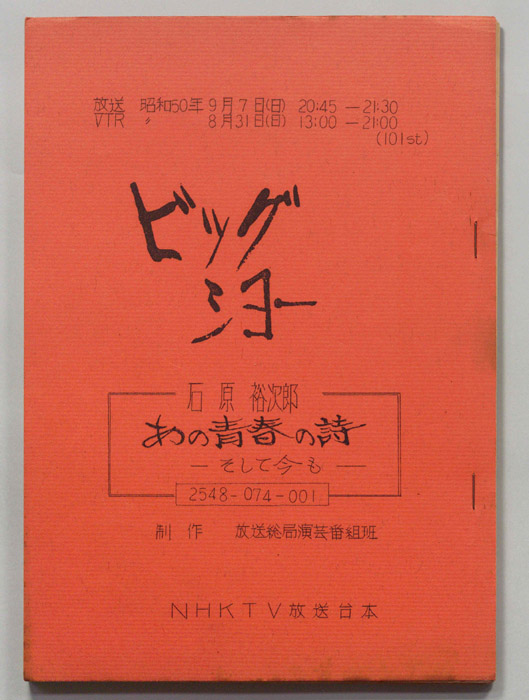 放送 昭和50年 9月7日(日) 20:45 ― 21:30
VTR 〃 8月31日(日) 13:00 ― 21:00
(101st)
ビッグ
ショー
石原裕次郎
あの青春の詩
― そして今も ―
2548-074-001
制作 放送総局演芸番組班
NHKTV放送台本